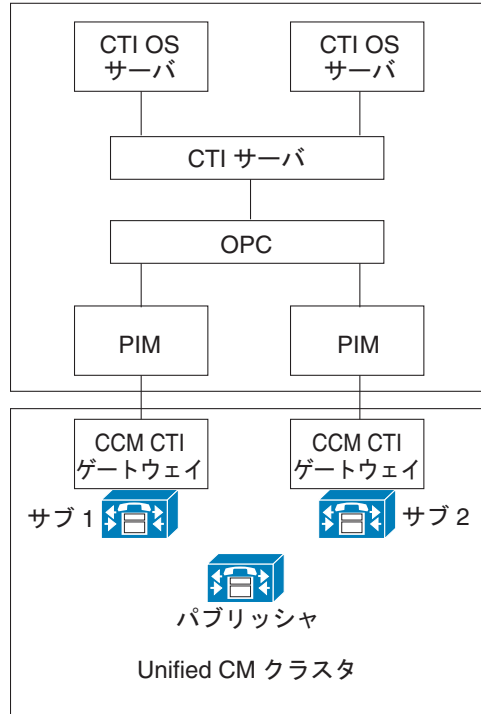 CTI OS
サーバ
CTI OS
サーバ
CTI サーバ
OPC
PIM
PIM
CCM CTI
ゲートウェイ
CCM CTI
ゲートウェイ
サブ 1
サブ 2
パブリッシャ
Unified CM クラスタ